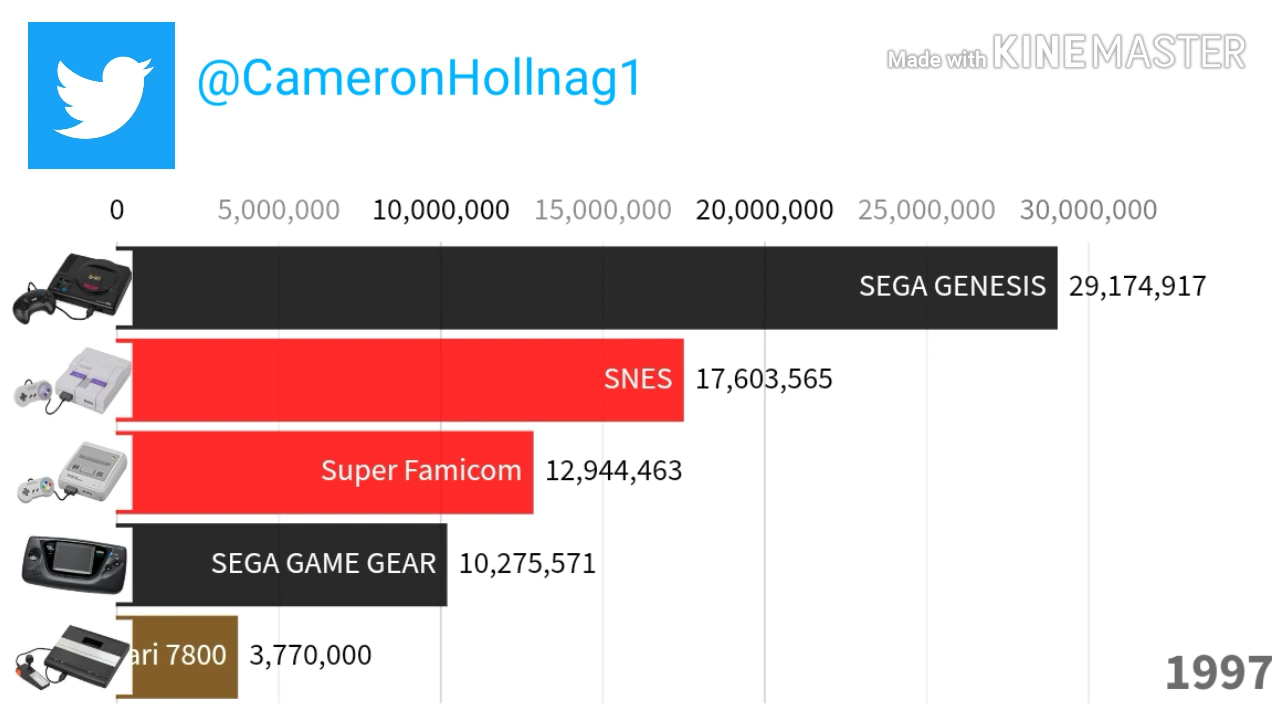 @CameronHollnag1
Made with KINEMASTER
0 5,000,000 10,000,000 15,000,000 20,000,000 25,000,000 30,000,000
SEGA GENESIS 29,174,917
SNES 17,603,565
Super Famicom 12,944,463
SEGA GAME GEAR 10,275,571
ari 7800 3,770,000
1997